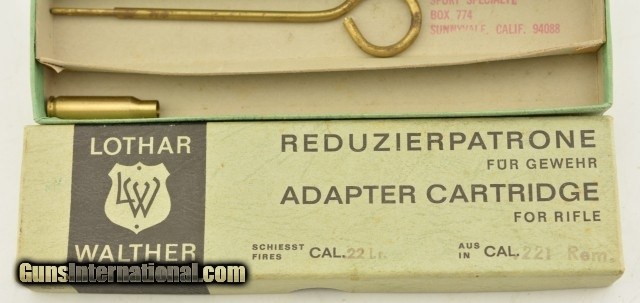 SPORT SPECIALTY
BOX 774
SUNNYVALE, CALIF. 94088
LOTHAR
LW
WALTHER
REDUZIERPATRONE
FÜR GEWEHR
ADAPTER CARTRIDGE
FOR RIFLE
SCHIESST
FIRES
CAL. 22 Lr.
AUS
IN
CAL. 221 Rem.
GunsInternational.com